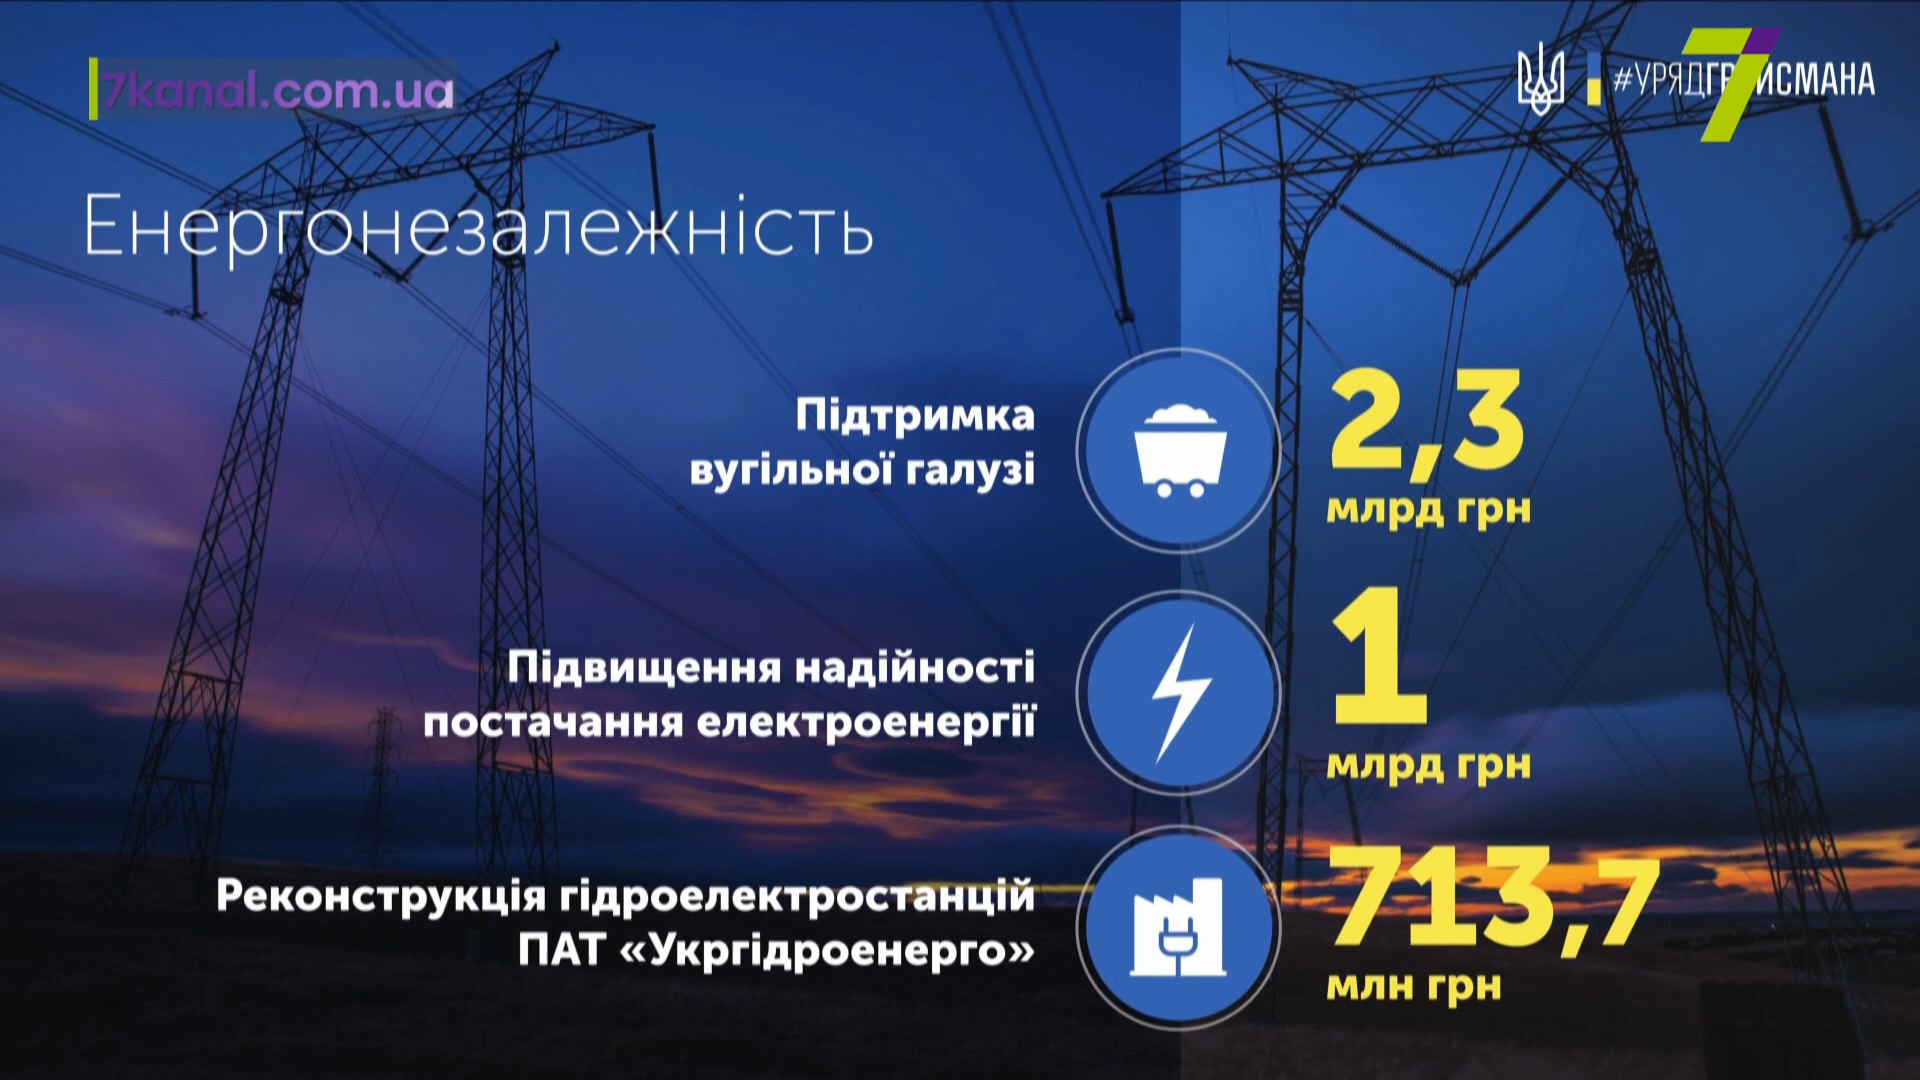 7kanal.com.ua
Енергонезалежність
Підтримка
вугільної галузі
2,3
млрд грн
Підвищення надійності
постачання електроенергії
1
млрд грн
Реконструкція гідроелектростанцій
ПАТ «Укргідроенерго»
713,7
млн грн
7